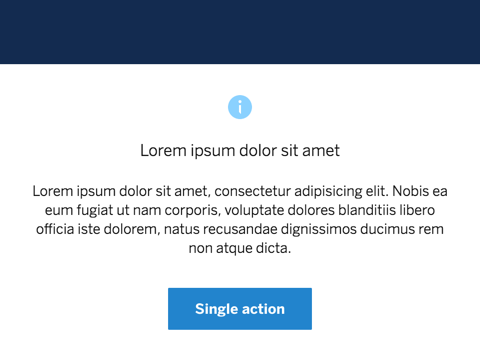 Lorem ipsum dolor sit amet
Lorem ipsum dolor sit amet, consectetur adipisicing elit. Nobis ea
eum fugiat ut nam corporis, voluptate dolores blanditiis libero
officia iste dolorem, natus recusandae dignissimos ducimus rem
non atque dicta.
Single action